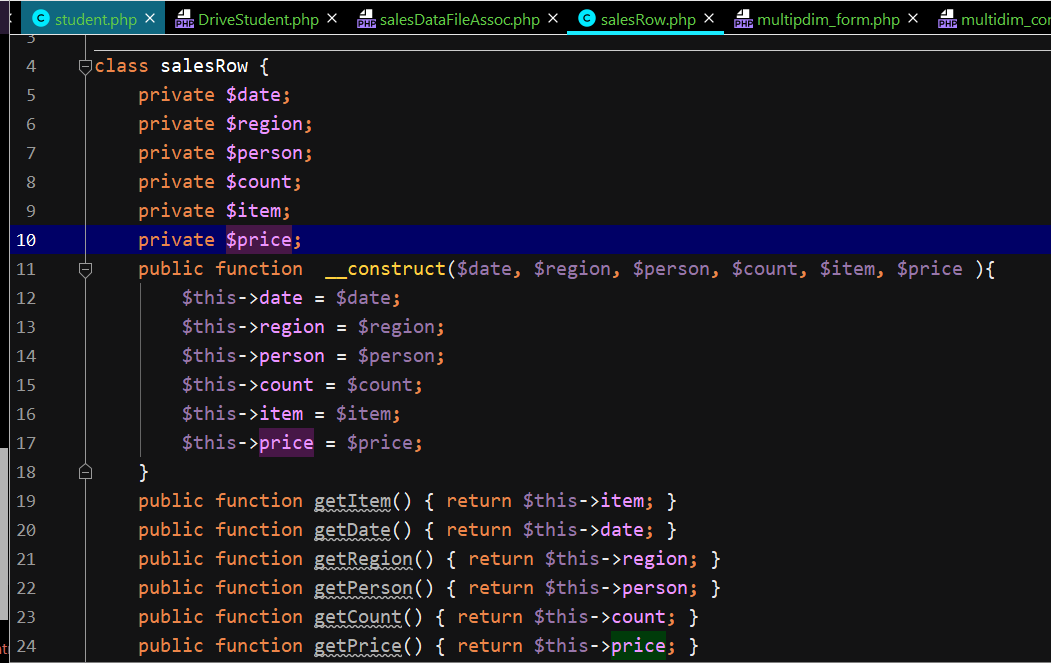 student.php DriveStudent.php salesDataFileAssoc.php salesRow.php multipdim_form.php
3
4 class salesRow {
5 private $date;
6 private $region;
7 private $person;
8 private $count;
9 private $item;
10 private $price;
11 public function __construct($date, $region, $person, $count, $item, $price ){
12 $this->date = $date;
13 $this->region = $region;
14 $this->person = $person;
15 $this->count = $count;
16 $this->item = $item;
17 $this->price = $price;
18 }
19 public function getItem() { return $this->item; }
20 public function getDate() { return $this->date; }
21 public function getRegion() { return $this->region; }
22 public function getPerson() { return $this->person; }
23 public function getCount() { return $this->count; }
24 public function getPrice() { return $this->price; }